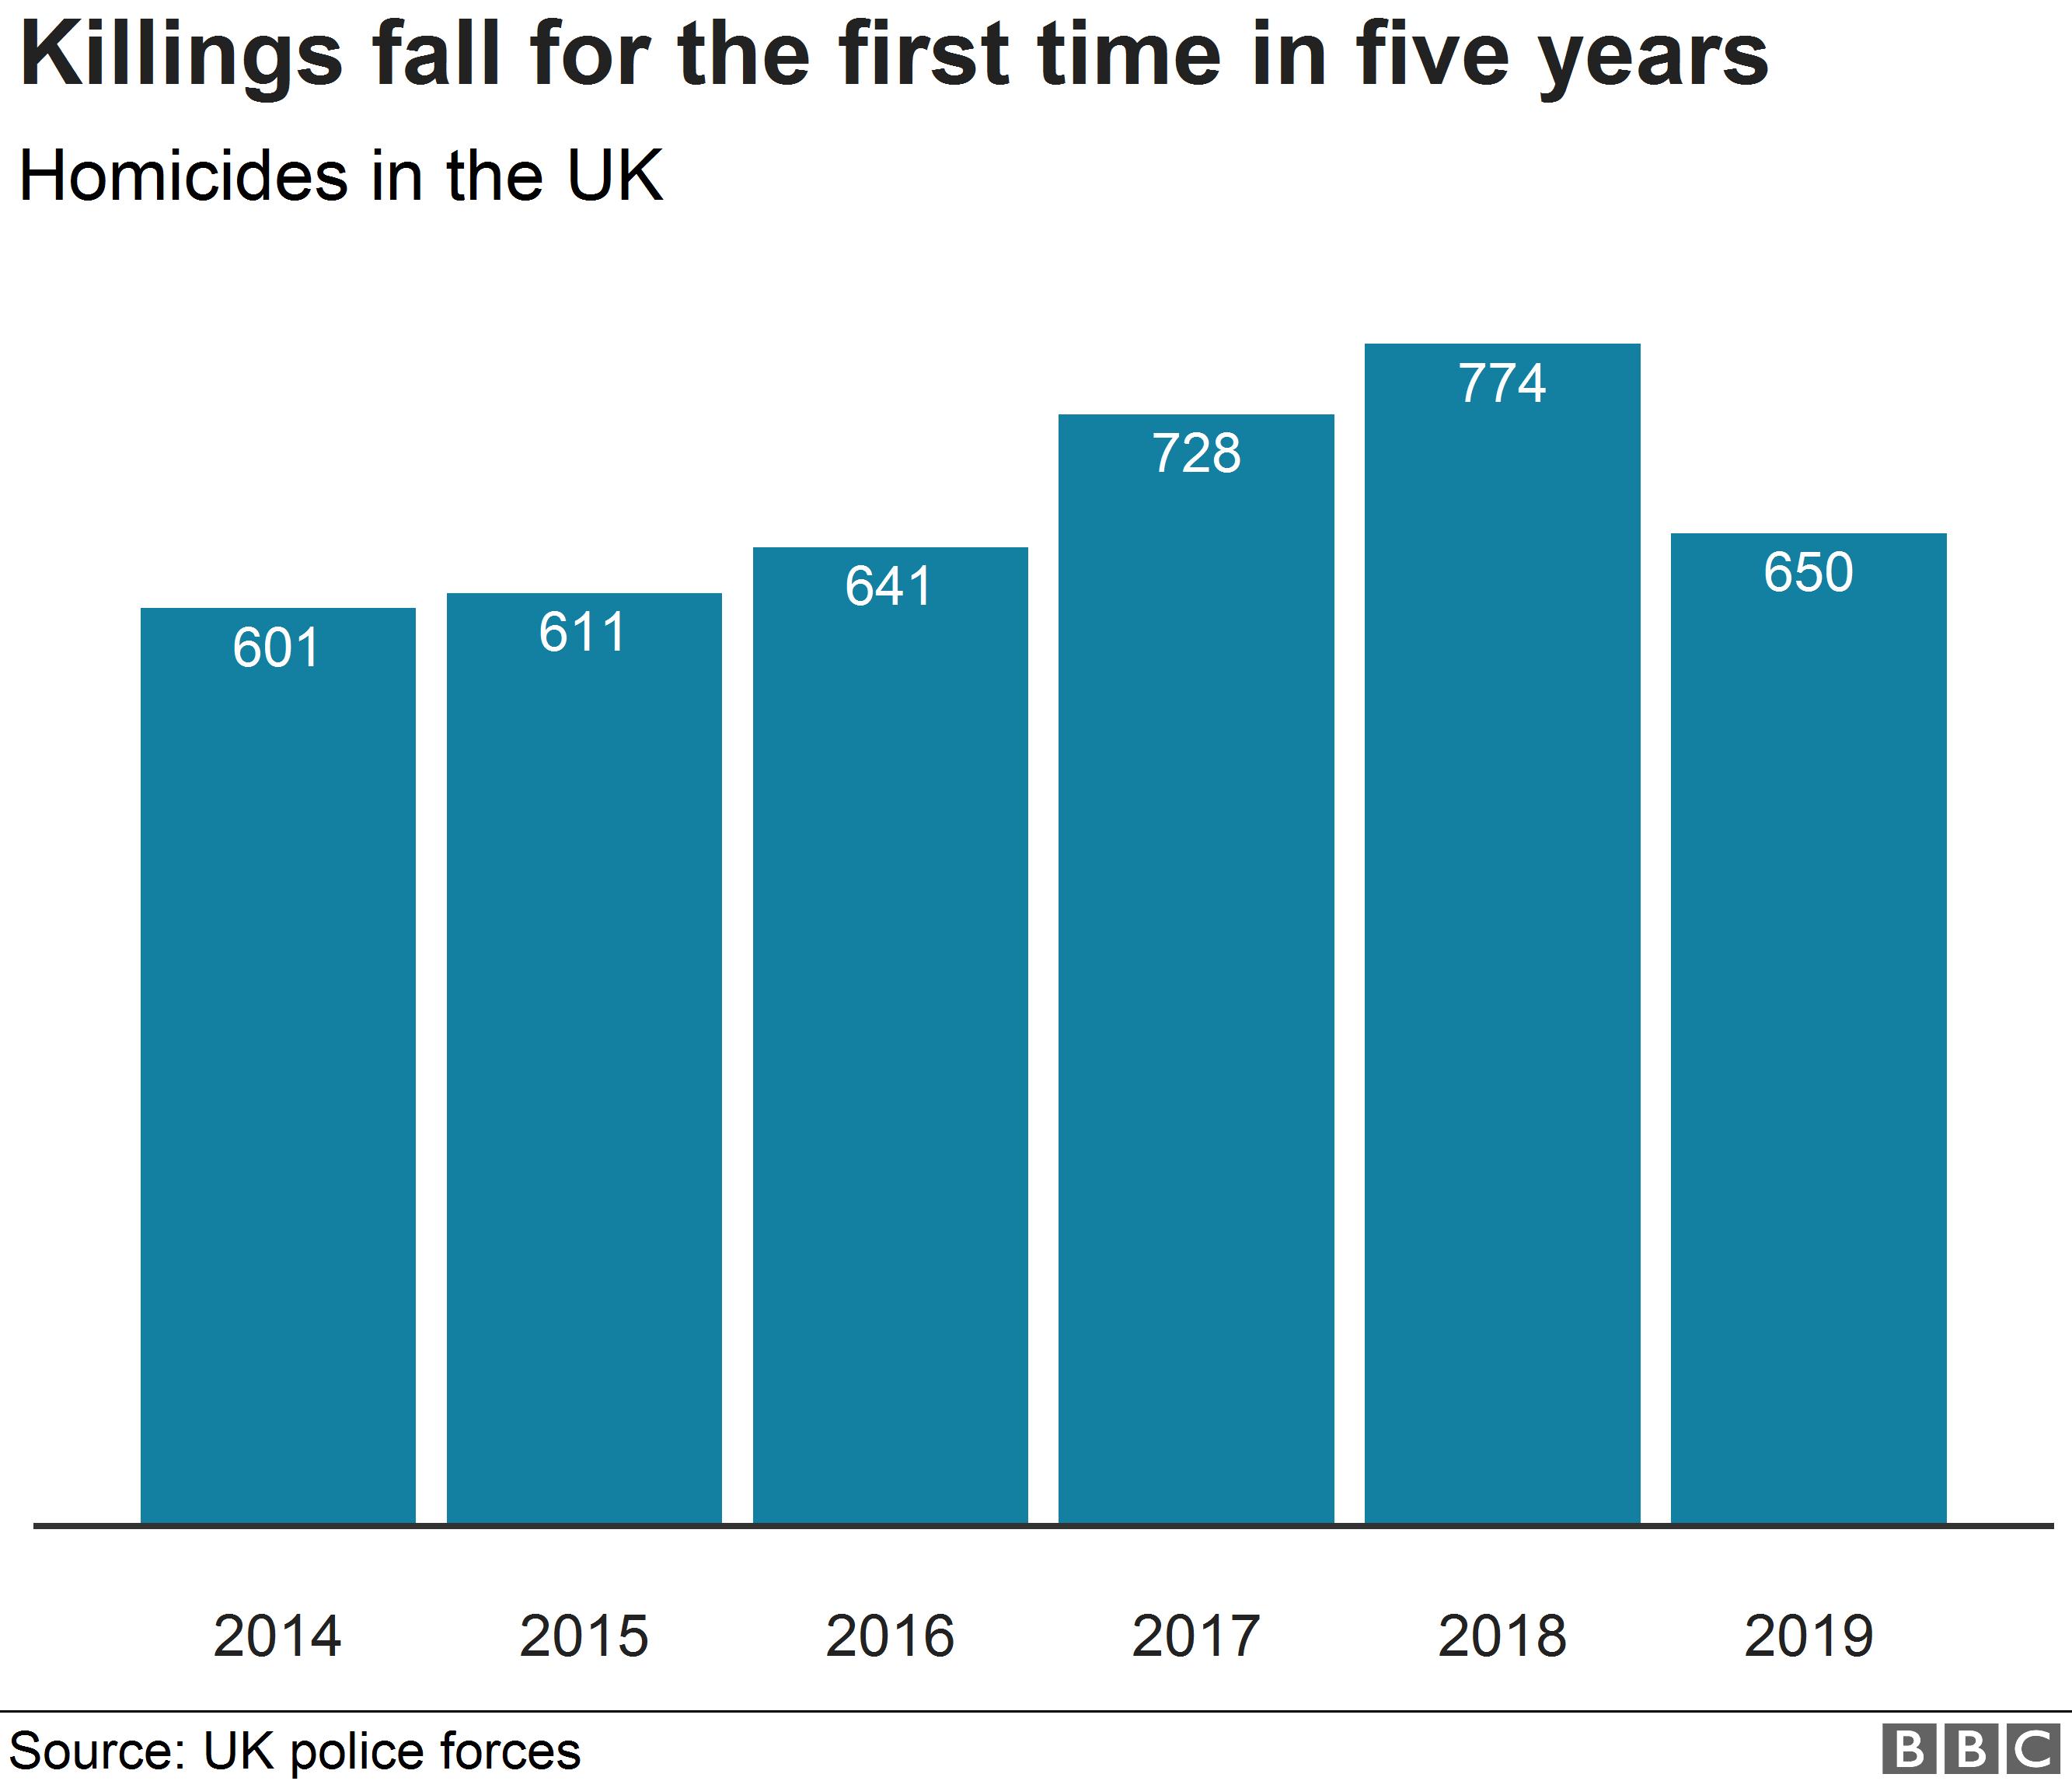 Killings fall for the first time in five years
Homicides in the UK
601
611
641
728
774
650
2014 2015 2016 2017 2018 2019
Source: UK police forces
BBC